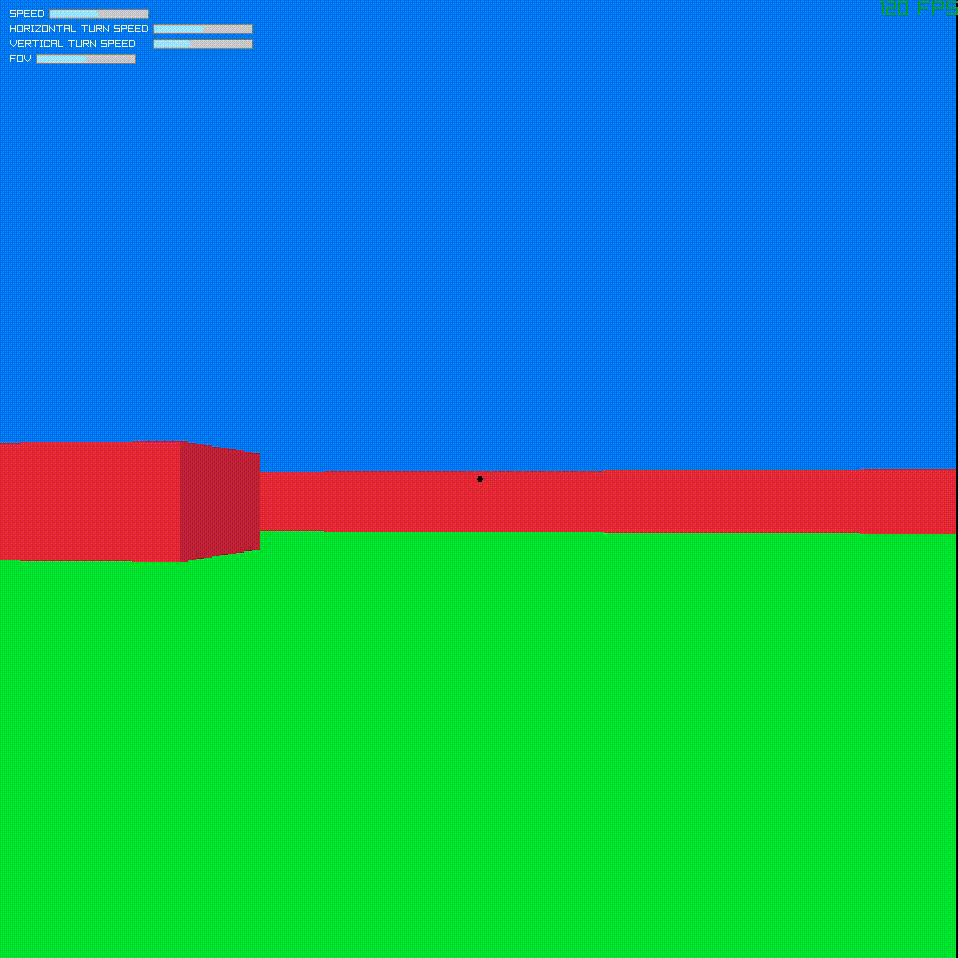 SPEED
120 FPS
HORIZONTAL TURN SPEED
VERTICAL TURN SPEED
FOV